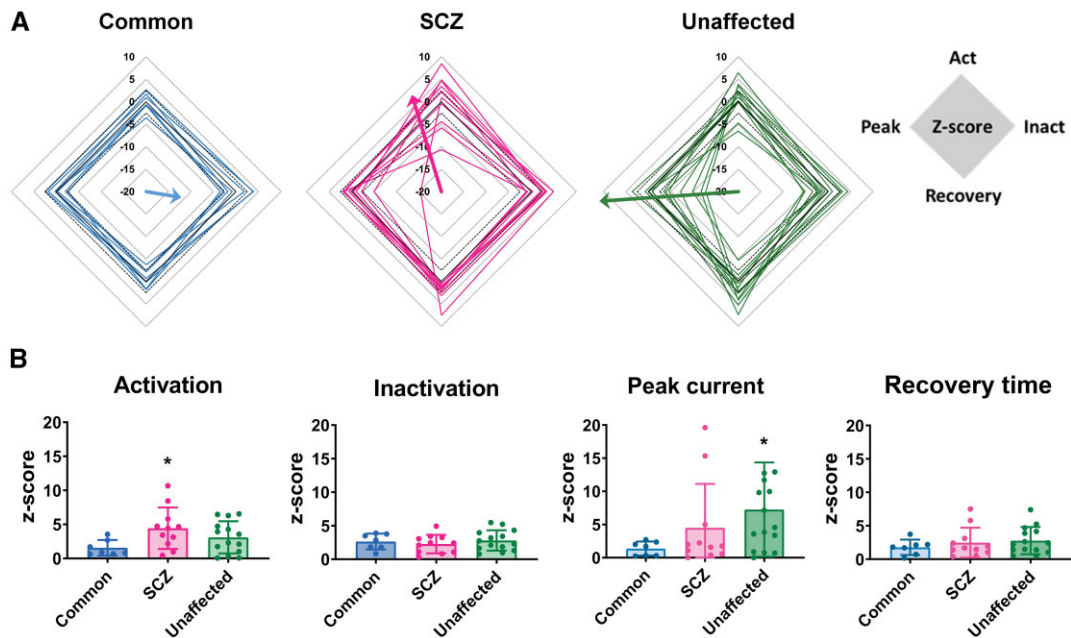 A
Common
SCZ
Unaffected
10
5
0
-5
-10
-15
-20
10
5
0
-5
-10
-15
-20
10
5
0
-5
-10
-15
-20
Act
Peak Z-score Inact
Recovery
B
Activation
z-score
20
15
10
5
0
*
Common
SCZ
Unaffected
Inactivation
z-score
20
15
10
5
0
Common
SCZ
Unaffected
Peak current
z-score
20
15
10
5
0
*
Common
SCZ
Unaffected
Recovery time
z-score
20
15
10
5
0
Common
SCZ
Unaffected